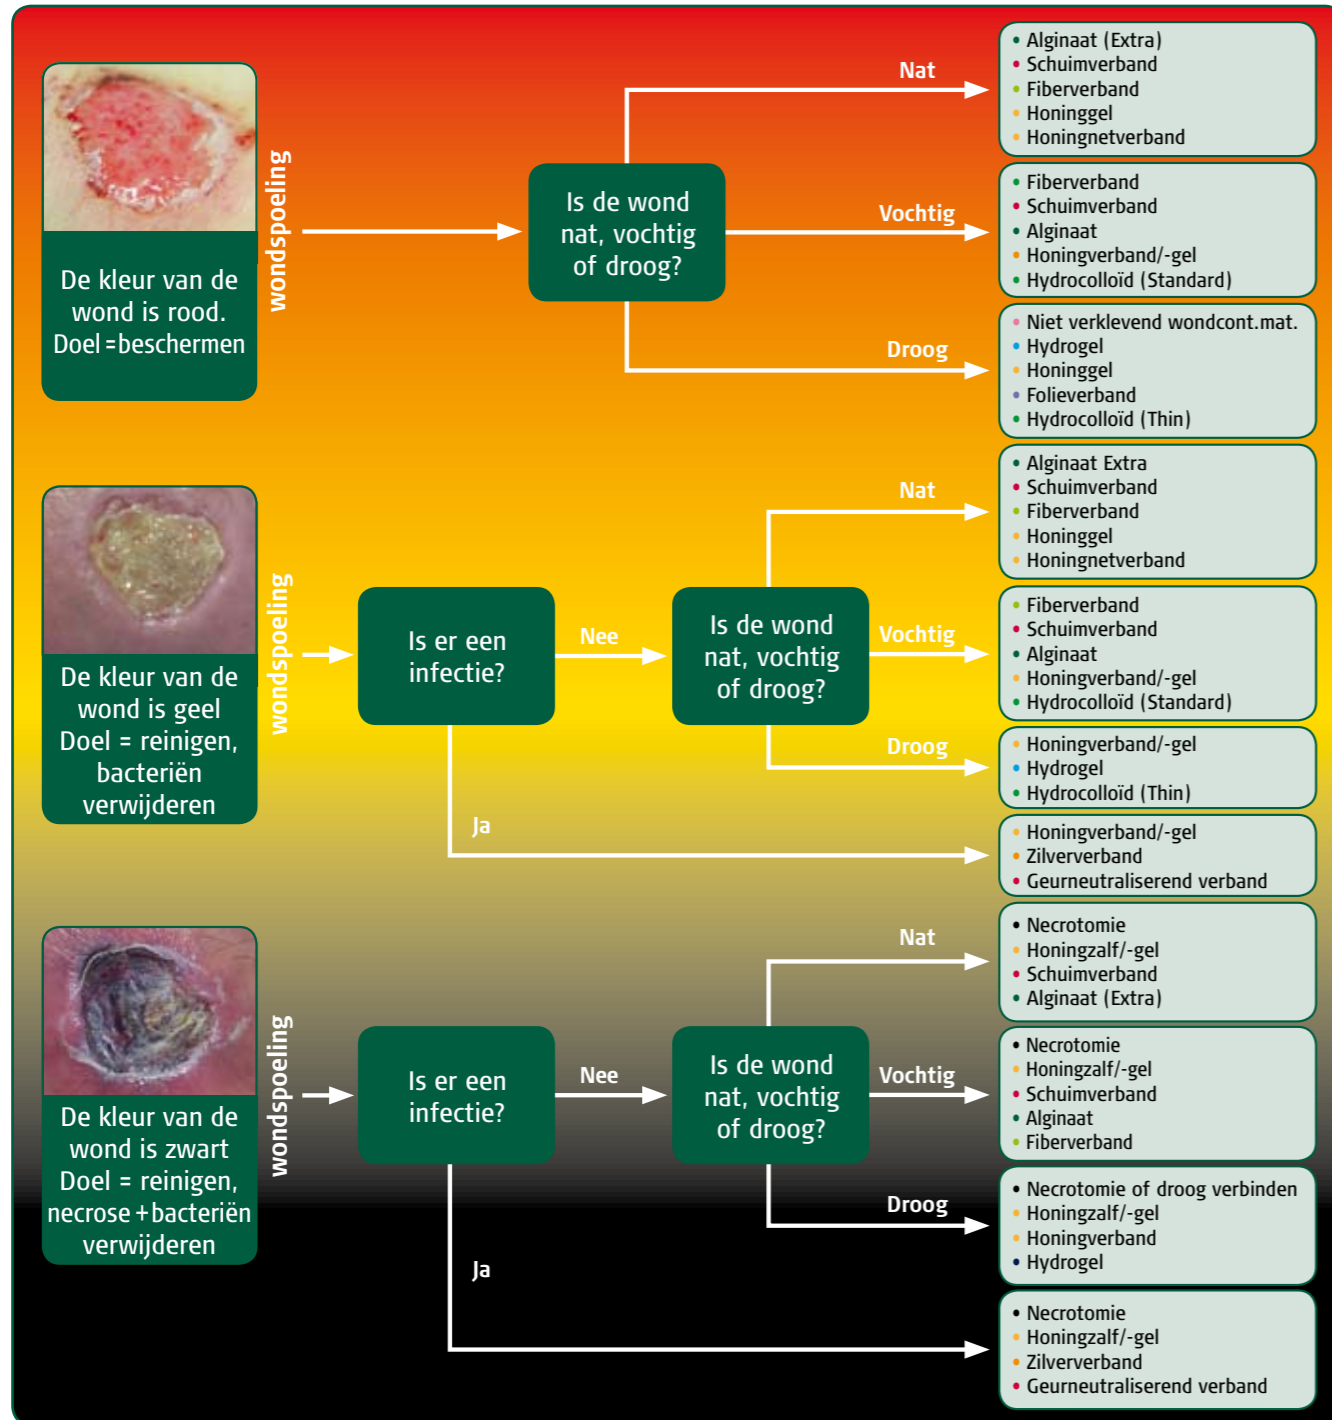 De kleur van de
wond is rood.
Doel =beschermen
wondspoeling
Is de wond
nat, vochtig
of droog?
Nat
• Alginaat (Extra)
• Schuimverband
• Fiberverband
• Honinggel
• Honingnetverband
Vochtig
• Fiberverband
• Schuimverband
• Alginaat
• Honingverband/-gel
• Hydrocolloïd (Standard)
Droog
• Niet verklevend wondcont.mat.
• Hydrogel
• Honinggel
• Folieverband
• Hydrocolloïd (Thin)
De kleur van de
wond is geel
Doel = reinigen,
bacteriën
verwijderen
wondspoeling
Is er een
infectie?
Nee
Is de wond
nat, vochtig
of droog?
Nat
• Alginaat Extra
• Schuimverband
• Fiberverband
• Honinggel
• Honingnetverband
Vochtig
• Fiberverband
• Schuimverband
• Alginaat
• Honingverband/-gel
• Hydrocolloïd (Standard)
Droog
• Honingverband/-gel
• Hydrogel
• Hydrocolloïd (Thin)
Ja
• Honingverband/-gel
• Zilververband
• Geurneutraliserend verband
De kleur van de
wond is zwart
Doel = reinigen,
necrose+bacteriën
verwijderen
wondspoeling
Is er een
infectie?
Nee
Is de wond
nat, vochtig
of droog?
Nat
• Necrotomie
• Honingzalf/-gel
• Schuimverband
• Alginaat (Extra)
Vochtig
• Necrotomie
• Honingzalf/-gel
• Schuimverband
• Alginaat
• Fiberverband
Droog
• Necrotomie of droog verbinden
• Honingzalf/-gel
• Honingverband
• Hydrogel
Ja
• Necrotomie
• Honingzalf/-gel
• Zilververband
• Geurneutraliserend verband